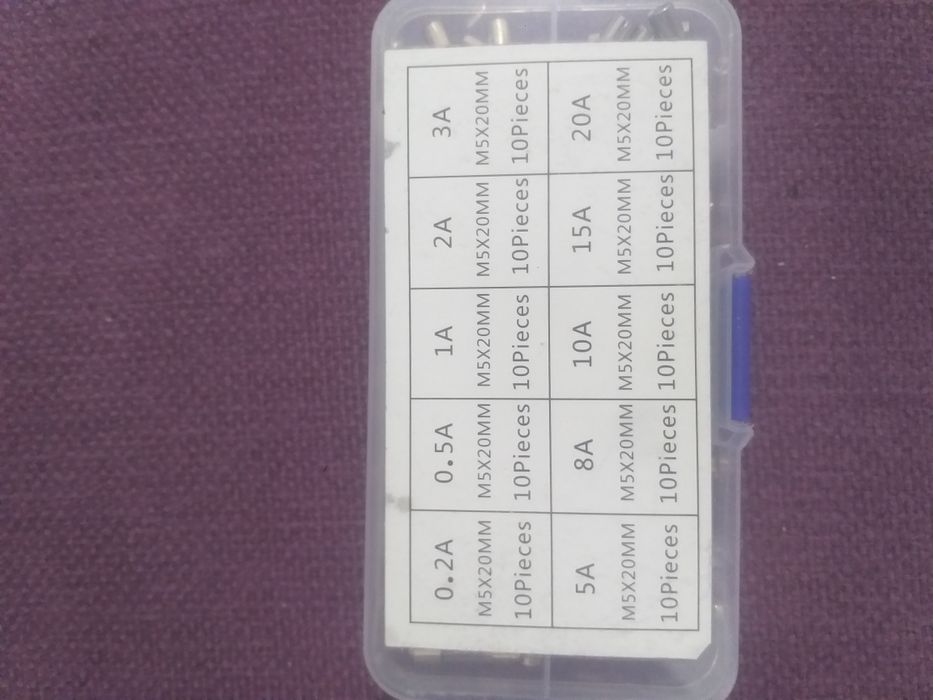 0.2A
M5X20MM
10Pieces
0.5A
M5X20MM
10Pieces
1A
M5X20MM
10Pieces
2A
M5X20MM
10Pieces
3A
M5X20MM
10Pieces
5A
M5X20MM
10Pieces
8A
M5X20MM
10Pieces
10A
M5X20MM
10Pieces
15A
M5X20MM
10Pieces
20A
M5X20MM
10Pieces